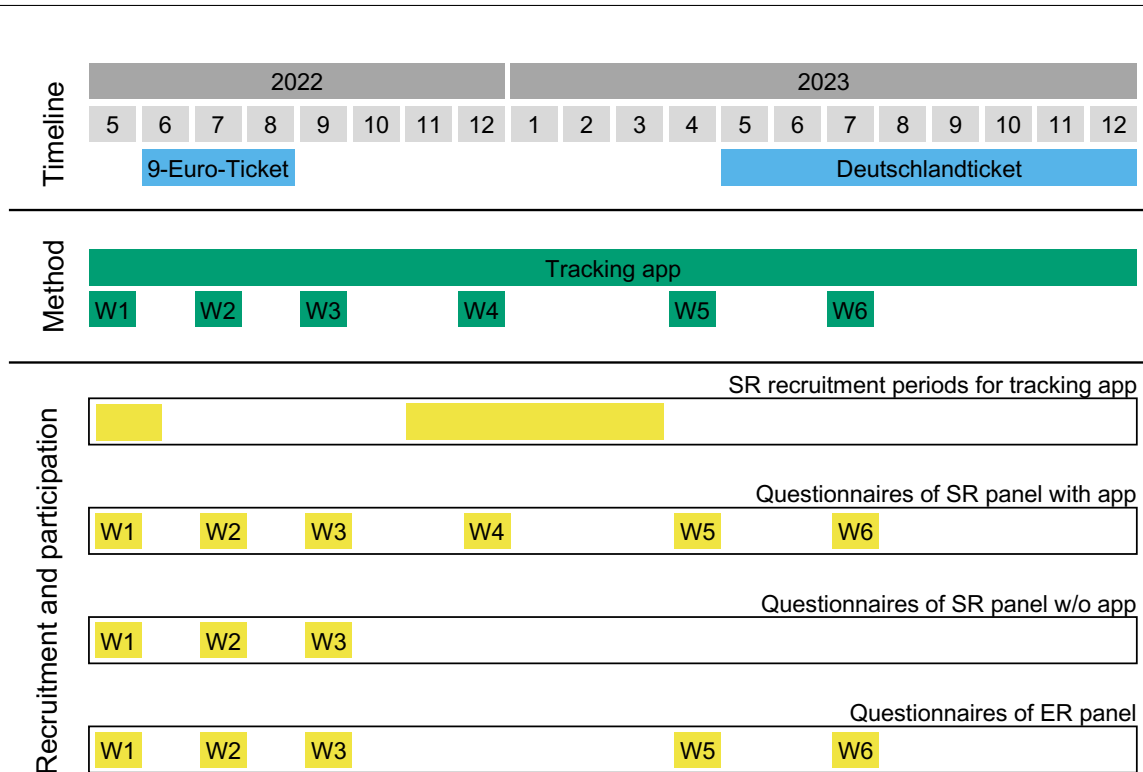 Timeline
2022 2023
5 6 7 8 9 10 11 12 1 2 3 4 5 6 7 8 9 10 11 12
9-Euro-Ticket Deutschlandticket
Method
Tracking app
W1 W2 W3 W4 W5 W6
Recruitment and participation
SR recruitment periods for tracking app
Questionnaires of SR panel with app
W1 W2 W3 W4 W5 W6
Questionnaires of SR panel w/o app
W1 W2 W3
Questionnaires of ER panel
W1 W2 W3 W5 W6